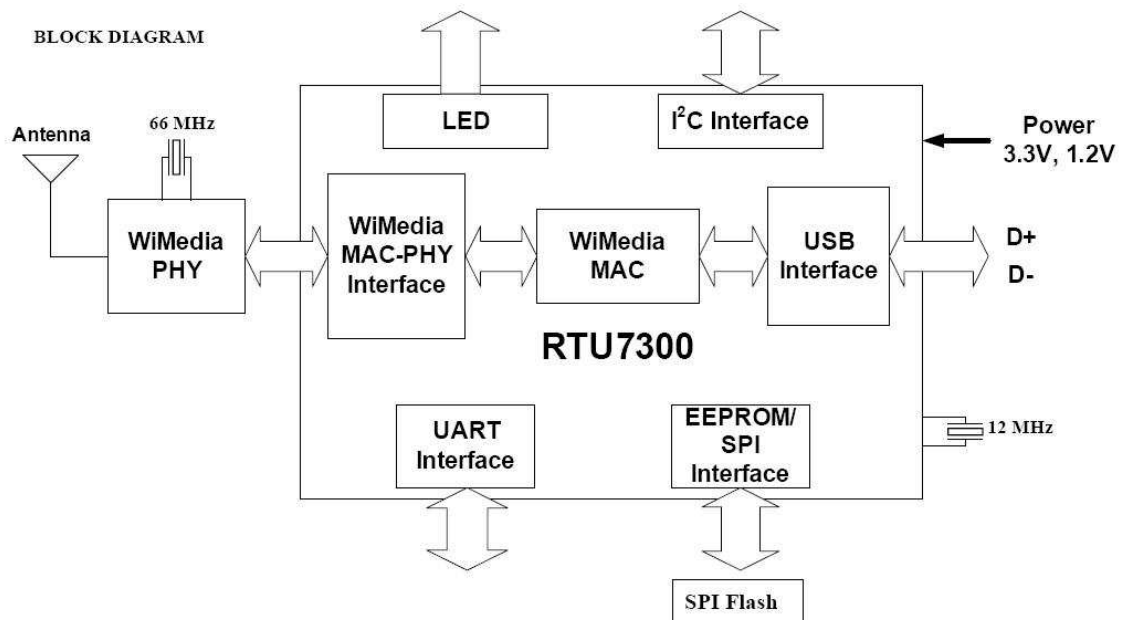 BLOCK DIAGRAM
LED
I²C Interface
Antenna
66 MHz
Power
3.3V, 1.2V
WiMedia
PHY
WiMedia
MAC-PHY
Interface
WiMedia
MAC
USB
Interface
D+
D-
RTU7300
UART
Interface
EEPROM/
SPI
Interface
12 MHz
SPI Flash